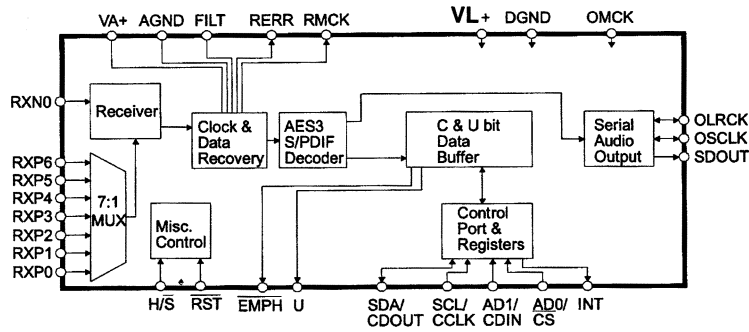 VA+ AGND FILT RERR RMCK VL+ DGND OMCK
RXN0
Receiver
Clock &
Data
Recovery
AES3
S/PDIF
Decoder
C & U bit
Data
Buffer
Serial
Audio
Output
OLRCK
OSCLK
SDOUT
RXP6
RXP5
RXP4
RXP3
RXP2
RXP1
RXP0
7:1
MUX
Misc.
Control
Control
Port &
Registers
H/S RST EMPH U
SDA/
CDOUT
SCL/
CCLK
AD1/
CDIN
AD0/
CS
INT